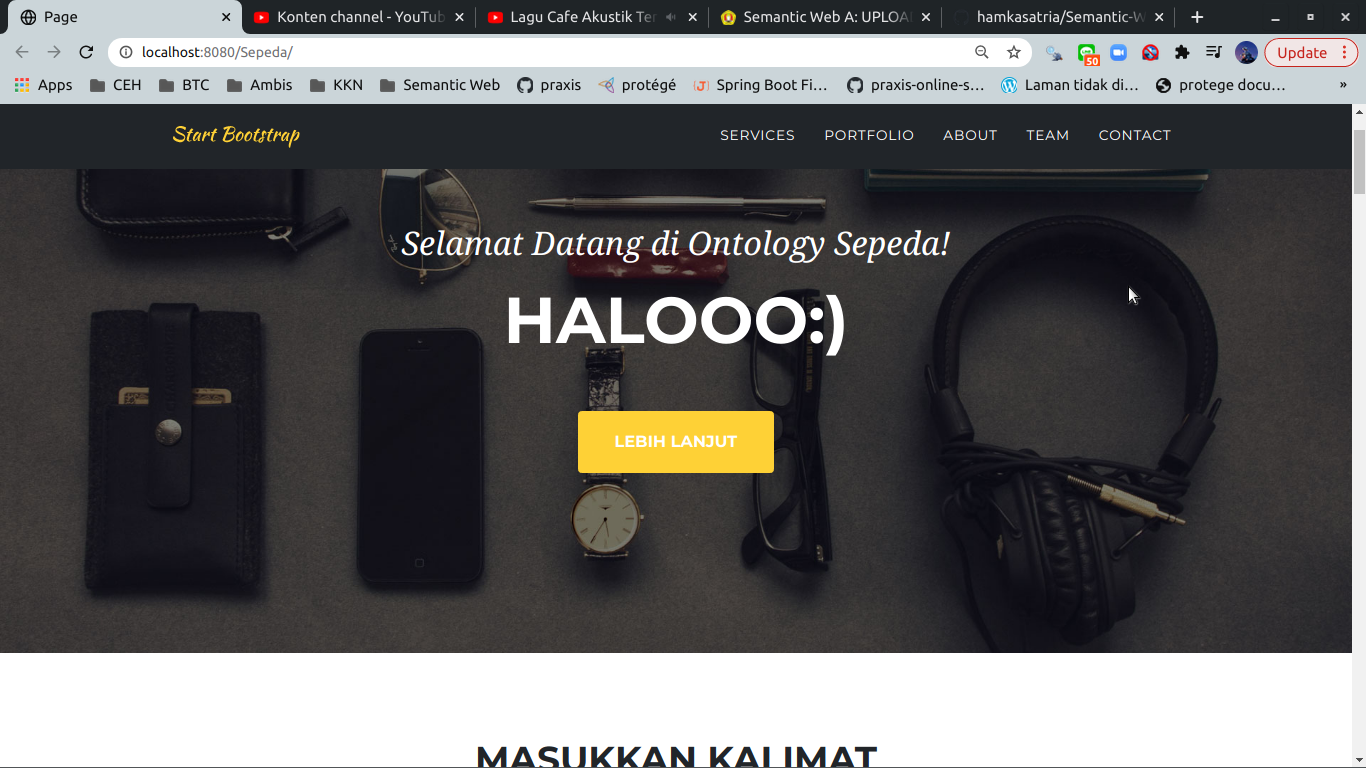 Page
Konten channel - YouTub
Lagu Cafe Akustik Ter
Semantic Web A: UPLOA
hamkasatria/Semantic-W
localhost:8080/Sepeda/
50
Update
Apps
CEH
BTC
Ambis
KKN
Semantic Web
praxis
protégé
Spring Boot Fi...
praxis-online-s...
Laman tidak di...
protege docu...
»
Start Bootstrap
SERVICES
PORTFOLIO
ABOUT
TEAM
CONTACT
Selamat Datang di Ontology Sepeda!
HALOOO:)
LEBIH LANJUT
MASUKKAN KALIMAT